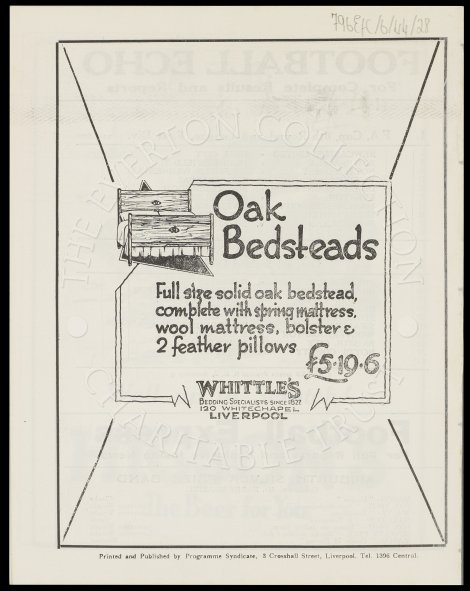 796EFC/6/44/28
Oak
Bedsteads
Full size solid oak bedstead,
complete with spring mattress,
wool mattress, bolster &
2 feather pillows
£5·19·6
WHITTLE'S
BEDDING SPECIALISTS SINCE 1827
120 WHITECHAPEL
LIVERPOOL
Printed and Published by Programme Syndicate, 8 Crosshall Street, Liverpool. Tel. 1396 Central.
THE EVERTON COLLECTION
CHARITABLE TRUST